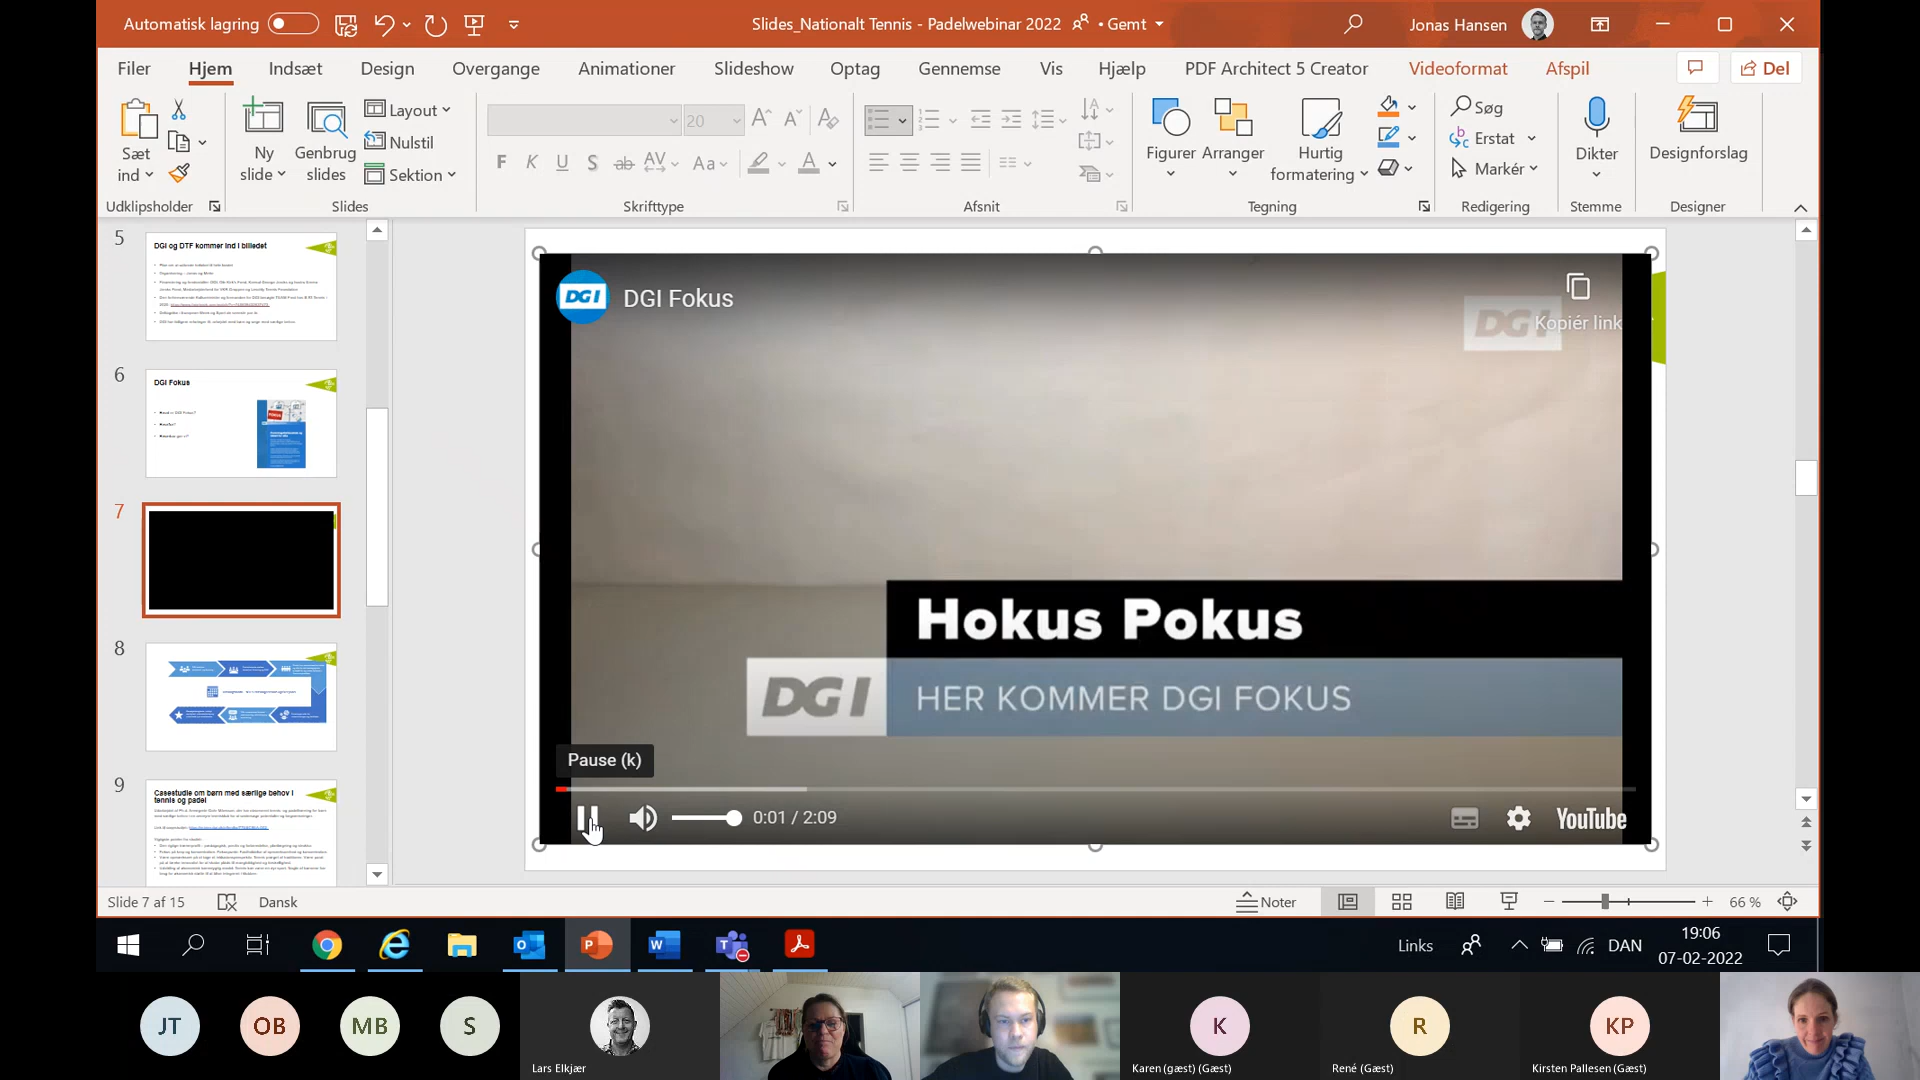 Automatisk lagring
Slides_Nationalt Tennis - Padelwebinar 2022 • Gemt
Jonas Hansen
Filer Hjem Indsæt Design Overgange Animationer Slideshow Optag Gennemse Vis Hjælp PDF Architect 5 Creator Videoformat Afspil Del
Sæt ind
Ny slide
Genbrug slides
Layout
Nulstil
Sektion
20
F K U S ab AV Aa A
Figurer
Arranger
Hurtig formatering
Søg
Erstat
Markér
Dikter
Designforslag
Udklipsholder Slides Skrifttype Afsnit Tegning Redigering Stemme Designer
5
DGI og DTF kommer ind i billedet
6
DGI Fokus
7
8
9
Casestudie om børn med særlige behov i
tennis og padel
DGI
DGI Fokus
DGI
Kopiér link
Hokus Pokus
DGI
HER KOMMER DGI FOKUS
Pause (k)
0:01 / 2:09
YouTube
Slide 7 af 15
Dansk
Noter
66 %
Links
DAN
19:06
07-02-2022
JT
OB
MB
S
Lars Elkjær
K
Karen (gæst) (Gæst)
R
René (Gæst)
KP
Kirsten Pallesen (Gæst)